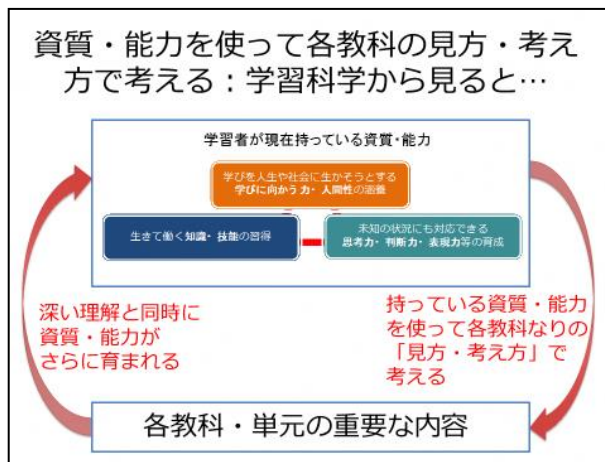 資質・能力を使って各教科の見方・考え
方で考える：学習科学から見ると…
学習者が現在持っている資質・能力
学びを人生や社会に生かそうとする
学びに向かう力・人間性の涵養
生きて働く知識・技能の習得
未知の状況にも対応できる
思考力・判断力・表現力等の育成
深い理解と同時に
資質・能力が
さらに育まれる
持っている資質・能力
を使って各教科なりの
「見方・考え方」で
考える
各教科・単元の重要な内容